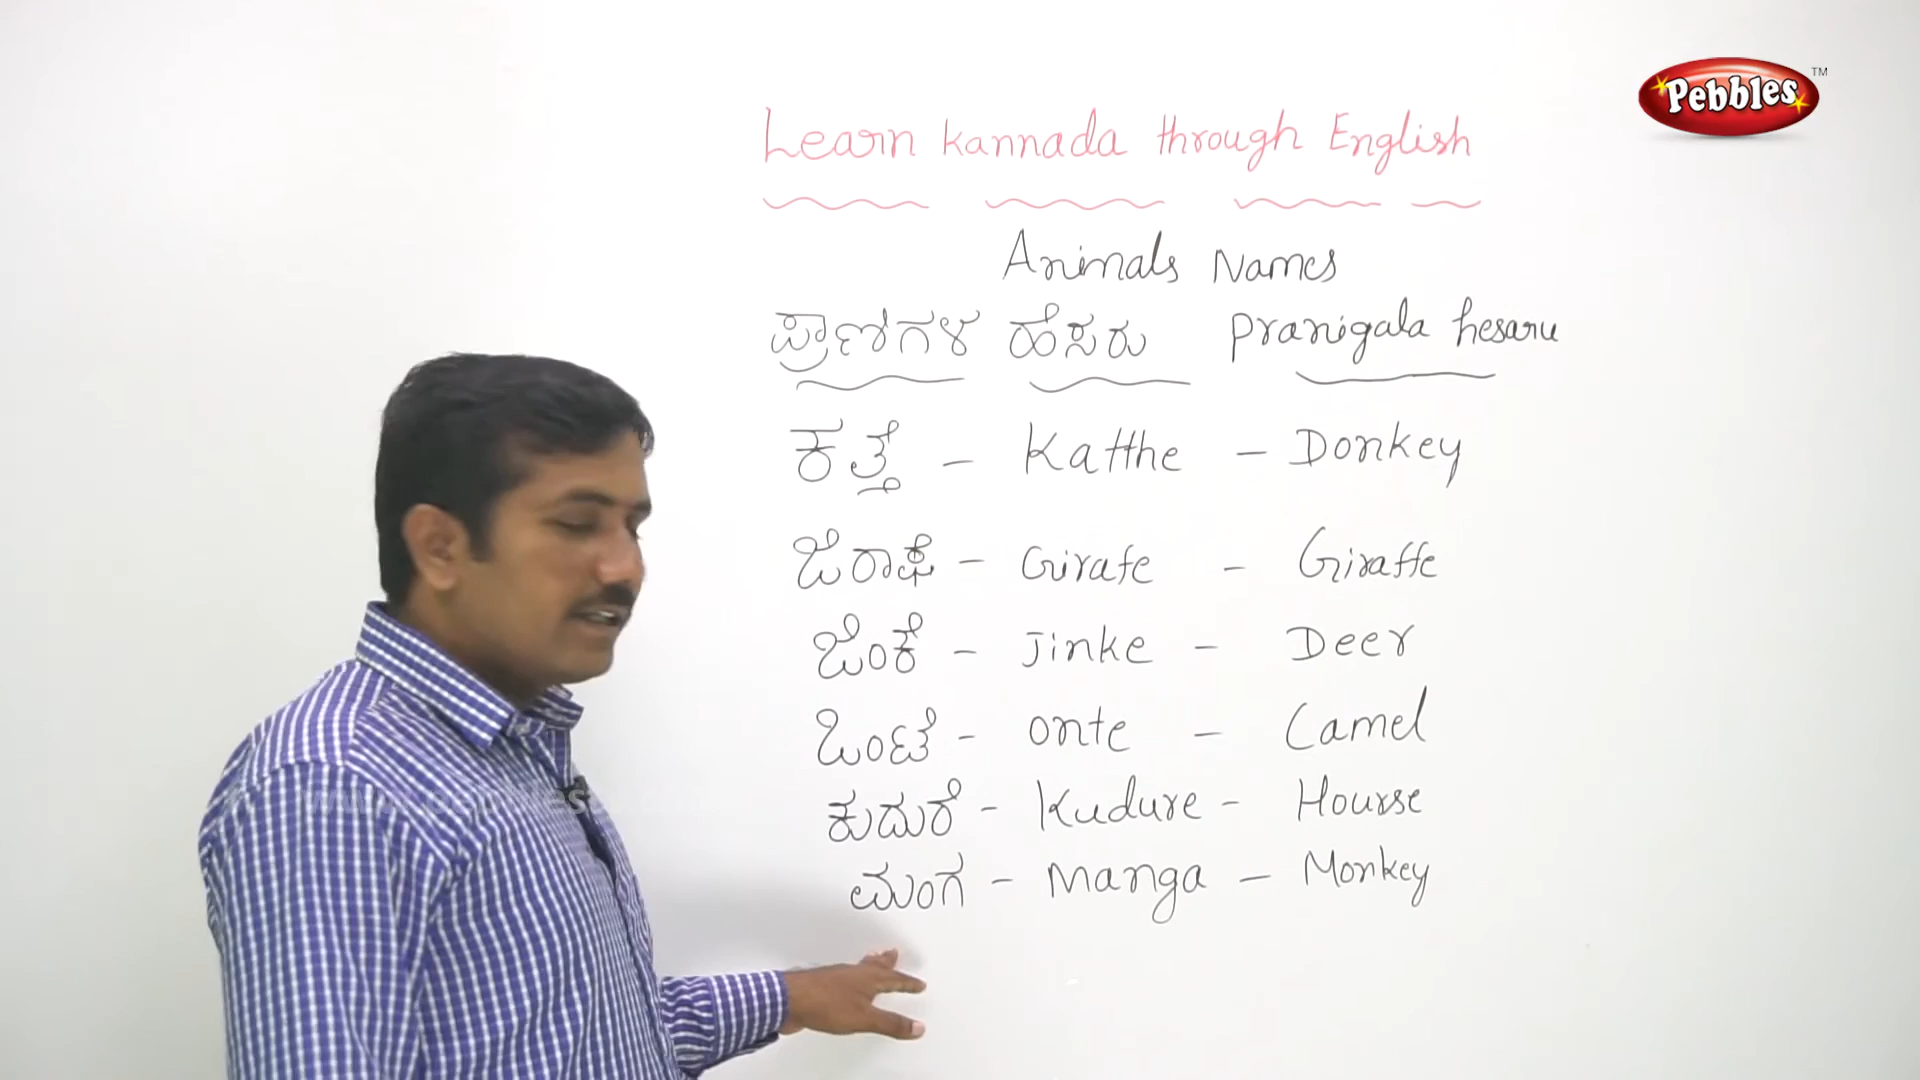 Pebbles TM
Learn kannada through English
Animals Names
ಪ್ರಾಣಿಗಳ ಹೆಸರು Pranigala hesaru
ಕತ್ತೆ - Katthe - Donkey
ಜಿರಾಫೆ - Girafe - Giraffe
ಜಿಂಕೆ - Jinke - Deer
ಒಂಟೆ - onte - Camel
ಕುದುರೆ - Kudure - Hourse
ಮಂಗ - Manga - Monkey